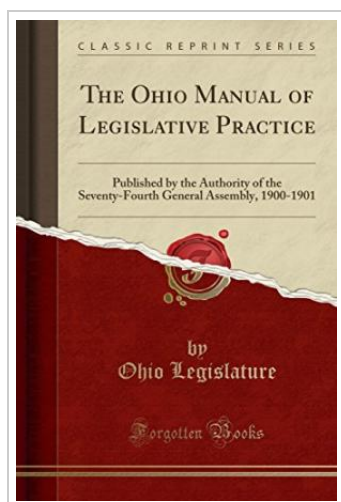 CLASSIC REPRINT SERIES
THE OHIO MANUAL OF
LEGISLATIVE PRACTICE
Published by the Authority of the
Seventy-Fourth General Assembly, 1900-1901
by
Ohio Legislature
Forgotten Books